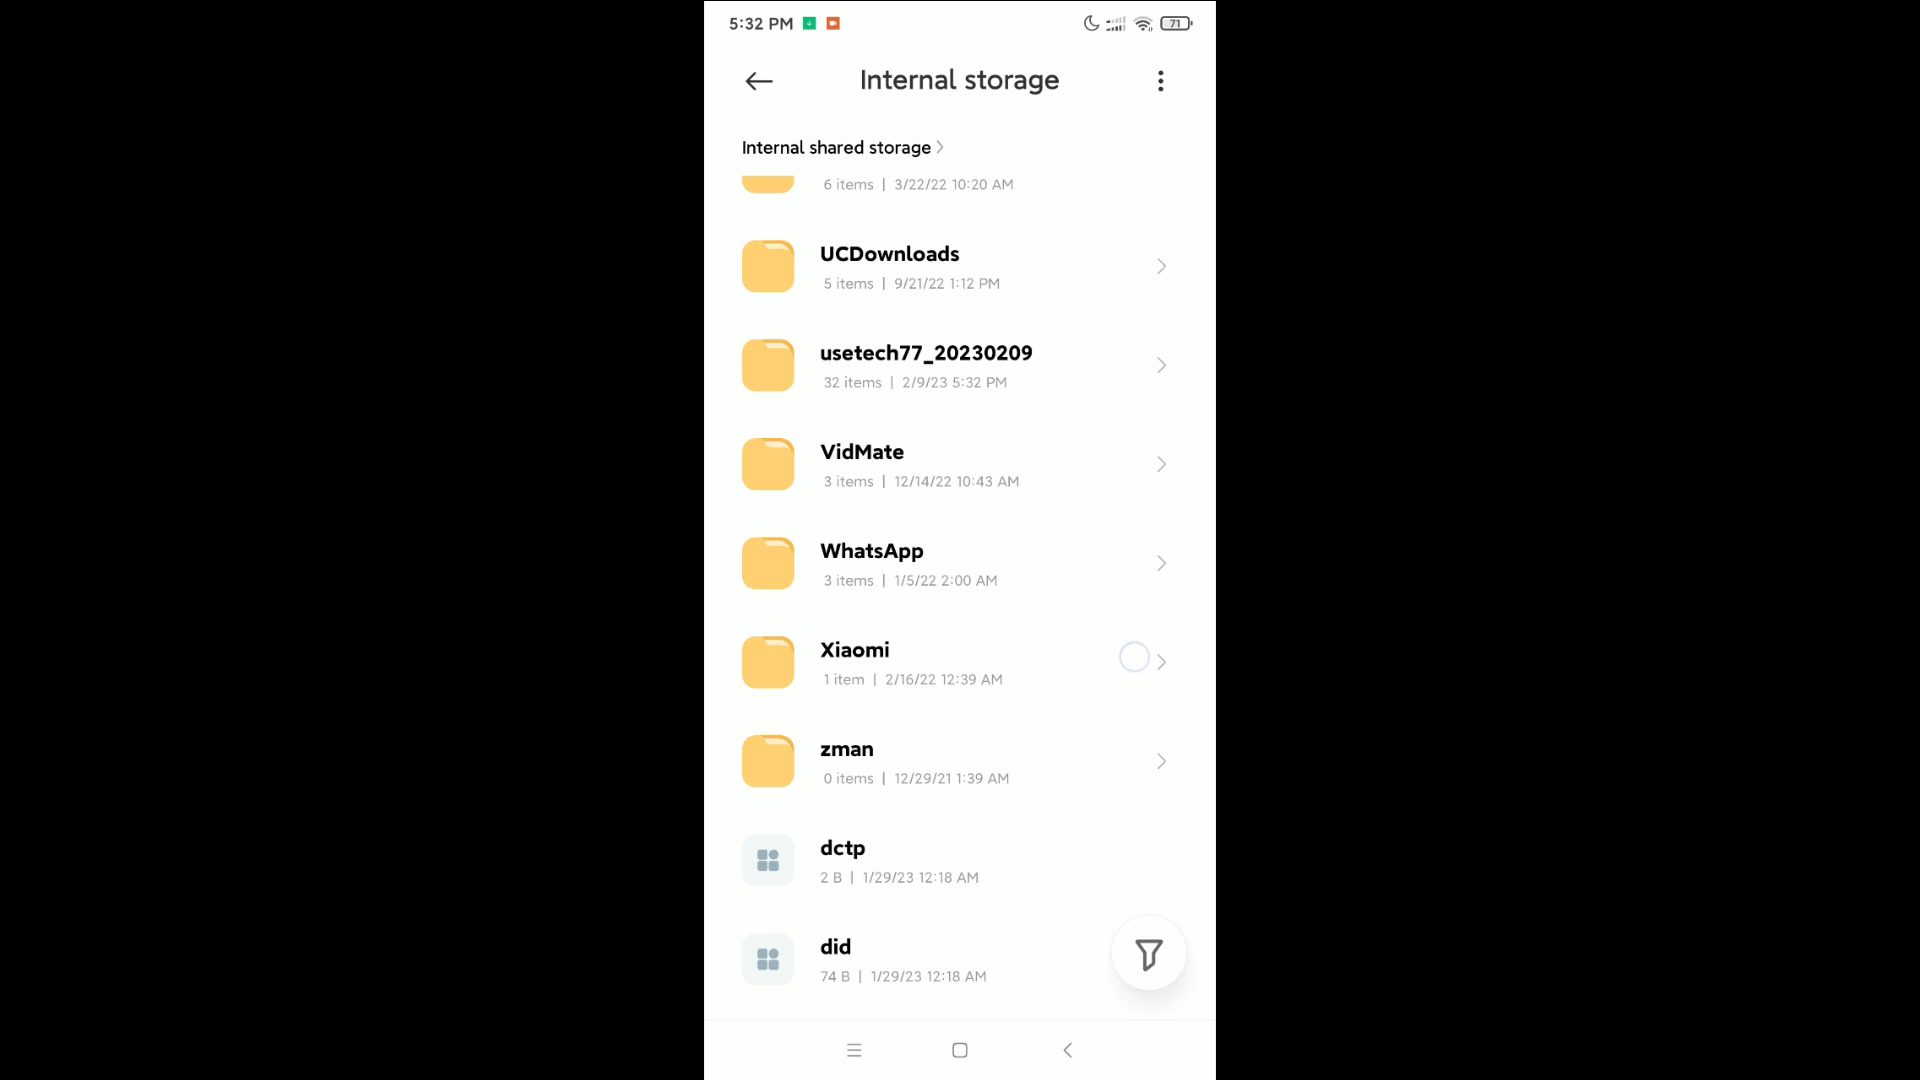 5:32 PM
71
Internal storage
Internal shared storage
6 items | 3/22/22 10:20 AM
UCDownloads
5 items | 9/21/22 1:12 PM
usetech77_20230209
32 items | 2/9/23 5:32 PM
VidMate
3 items | 12/14/22 10:43 AM
WhatsApp
3 items | 1/5/22 2:00 AM
Xiaomi
1 item | 2/16/22 12:39 AM
zman
0 items | 12/29/21 1:39 AM
dctp
2 B | 1/29/23 12:18 AM
did
74 B | 1/29/23 12:18 AM